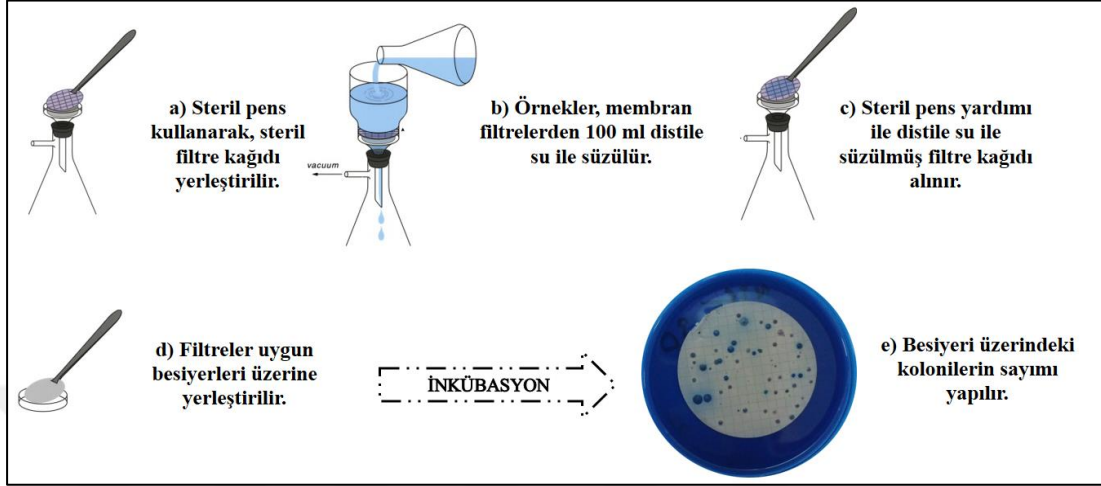 a) Steril pens
kullanarak, steril
filtre kağıdı
yerleştirilir.
vacuum
b) Örnekler, membran
filtrelerden 100 ml distile
su ile süzülür.
c) Steril pens yardımı
ile distile su ile
süzülmüş filtre kağıdı
alınır.
d) Filtreler uygun
besiyerleri üzerine
yerleştirilir.
İNKÜBASYON
e) Besiyeri üzerindeki
kolonilerin sayımı
yapılır.